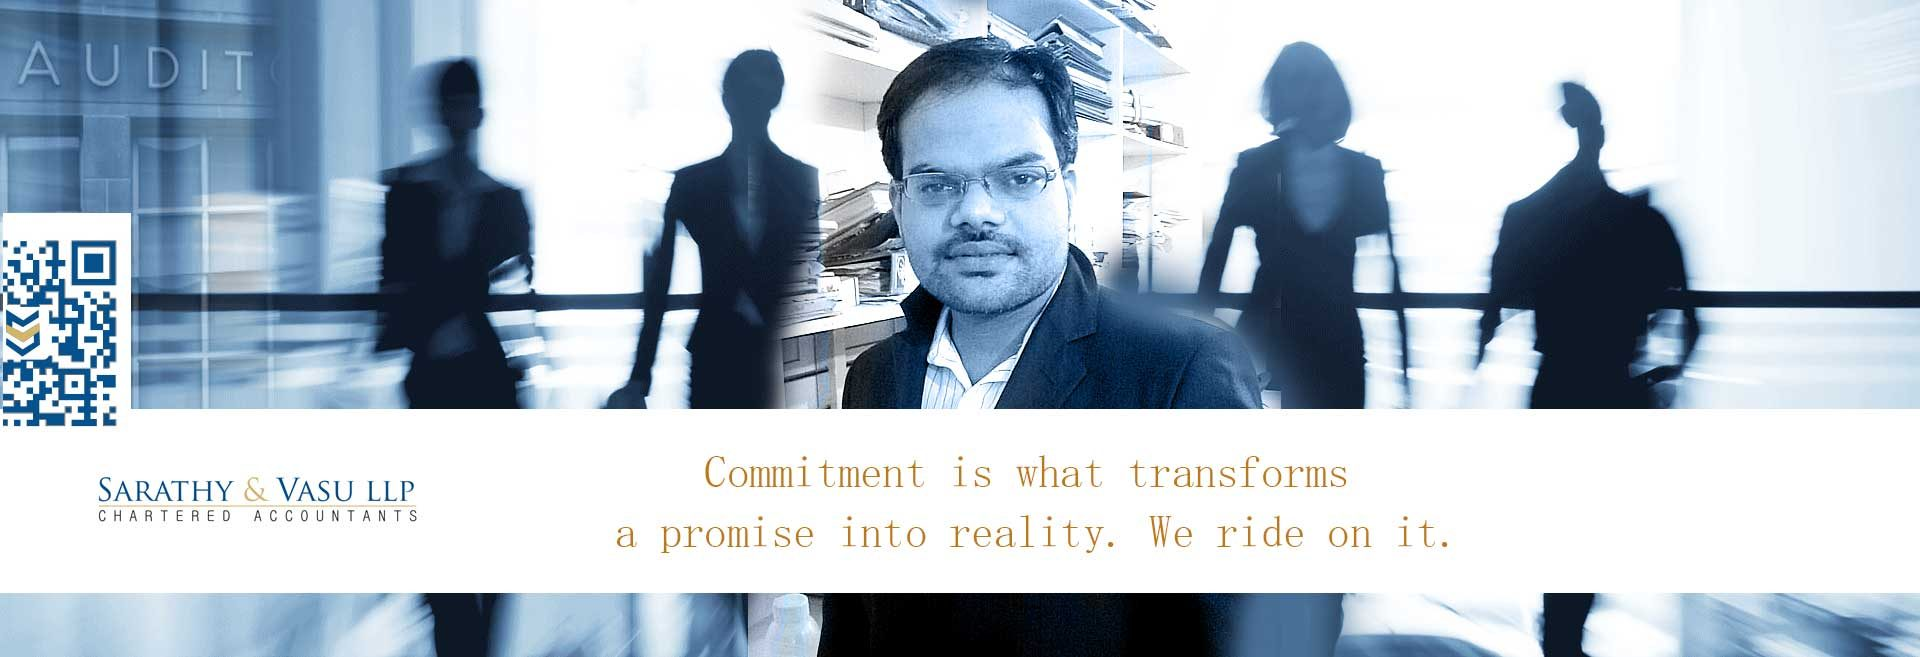 AUDIT
SARATHY & VASU LLP
CHARTERED ACCOUNTANTS
Commitment is what transforms
a promise into reality. We ride on it.